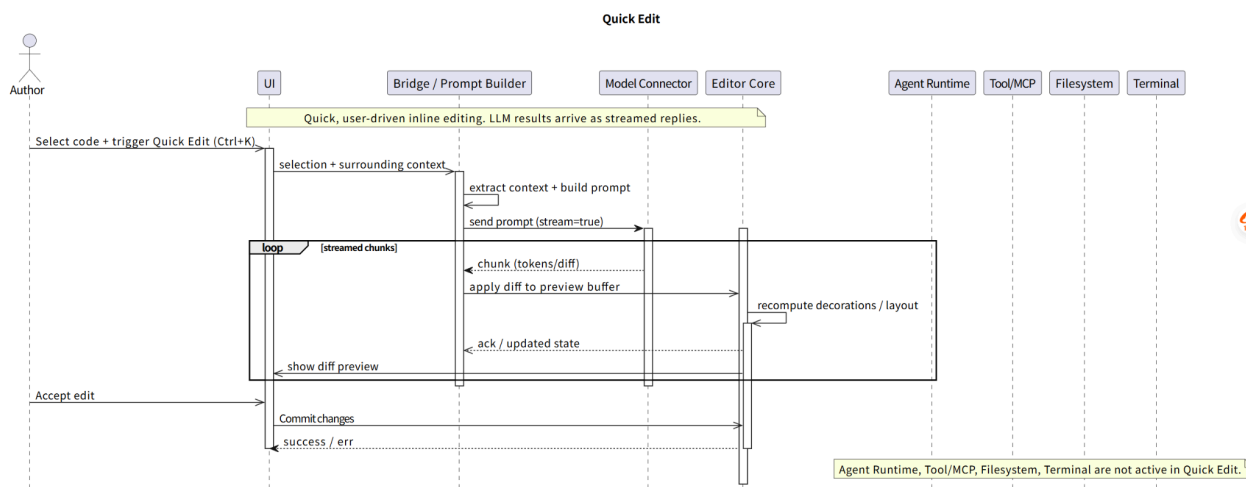 Quick Edit
Author
UI
Bridge / Prompt Builder
Model Connector
Editor Core
Agent Runtime
Tool/MCP
Filesystem
Terminal
Quick, user-driven inline editing. LLM results arrive as streamed replies.
Select code + trigger Quick Edit (Ctrl+K)
selection + surrounding context
extract context + build prompt
send prompt (stream=true)
loop
[streamed chunks]
chunk (tokens/diff)
apply diff to preview buffer
recompute decorations / layout
ack / updated state
show diff preview
Accept edit
Commit changes
success / err
Agent Runtime, Tool/MCP, Filesystem, Terminal are not active in Quick Edit.